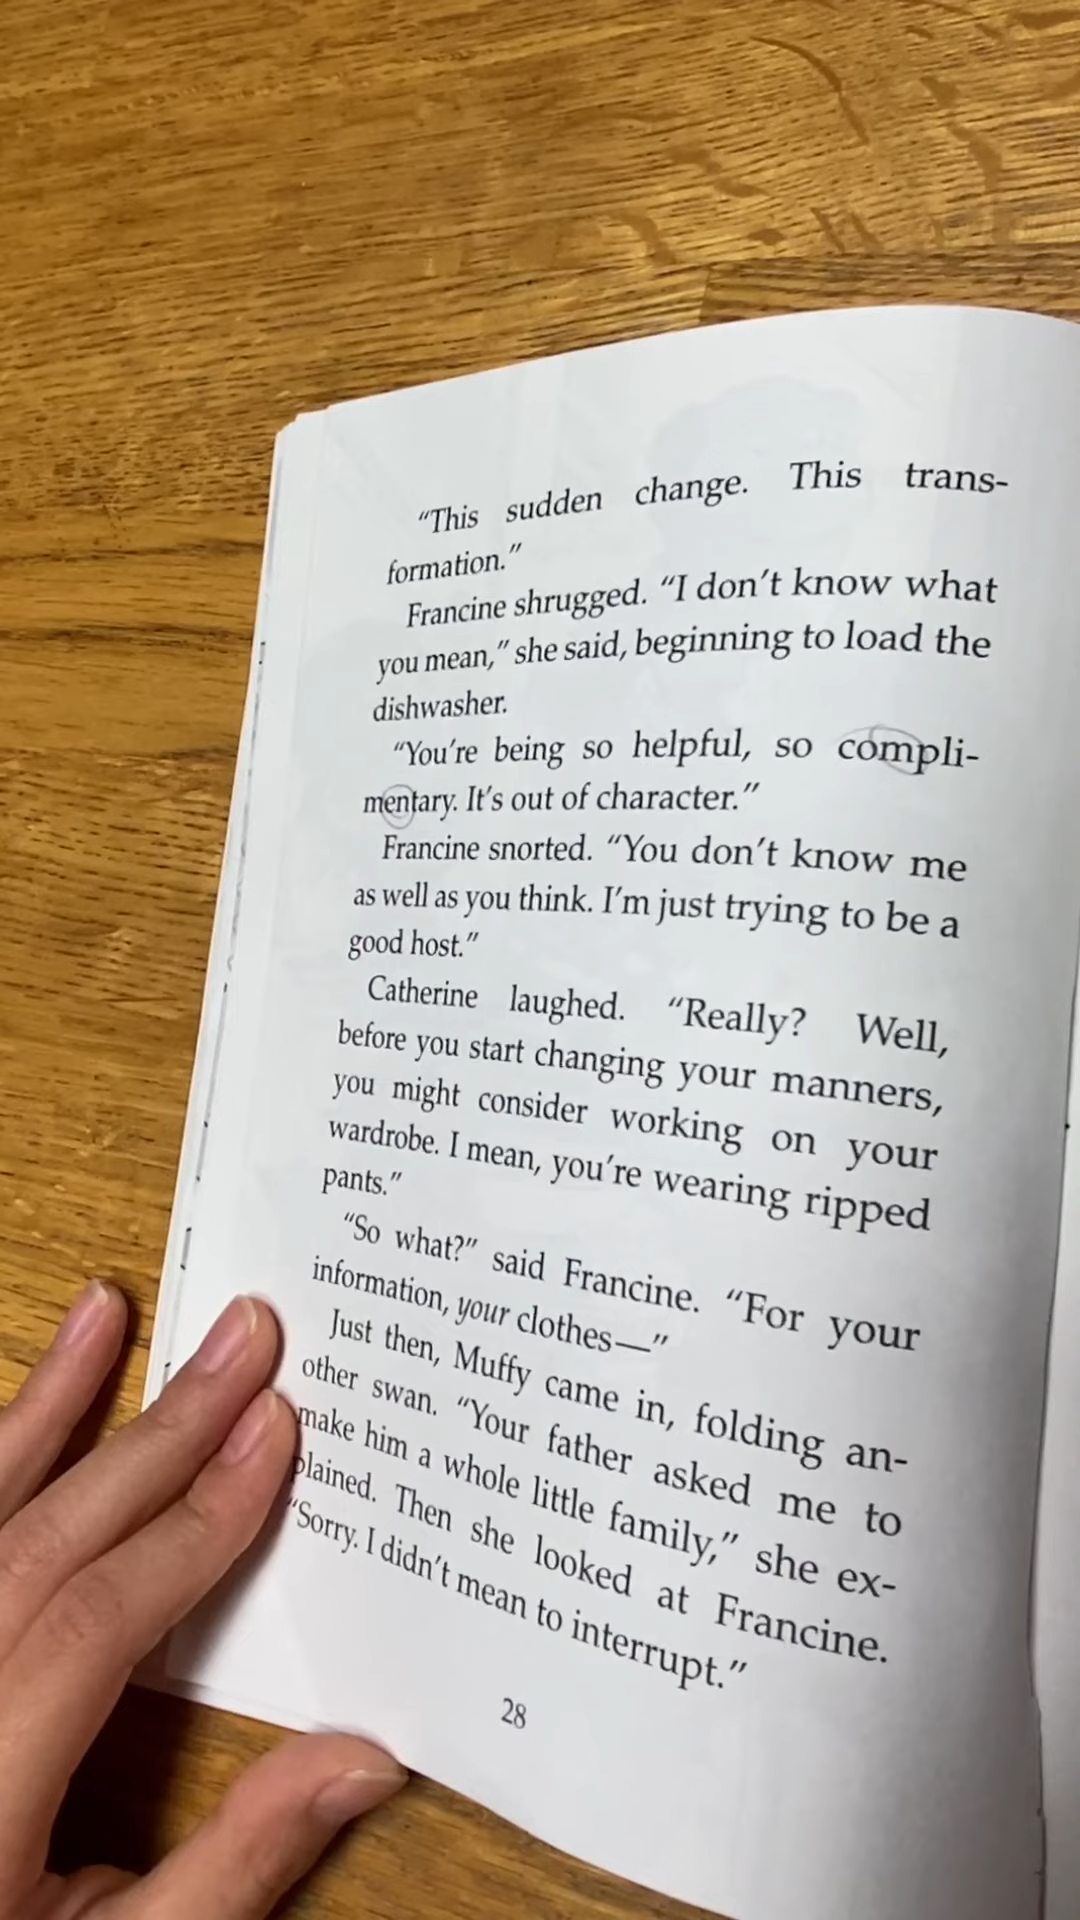 “This sudden change. This trans-
formation.”
Francine shrugged. “I don’t know what
you mean,” she said, beginning to load the
dishwasher.
“You’re being so helpful, so compli-
mentary. It’s out of character.”
Francine snorted. “You don’t know me
as well as you think. I’m just trying to be a
good host.”
Catherine laughed. “Really? Well,
before you start changing your manners,
you might consider working on your
wardrobe. I mean, you’re wearing ripped
pants.”
“So what?” said Francine. “For your
information, your clothes—”
Just then, Muffy came in, folding an-
other swan. “Your father asked me to
make him a whole little family,” she ex-
plained. Then she looked at Francine.
“Sorry. I didn’t mean to interrupt.”
28